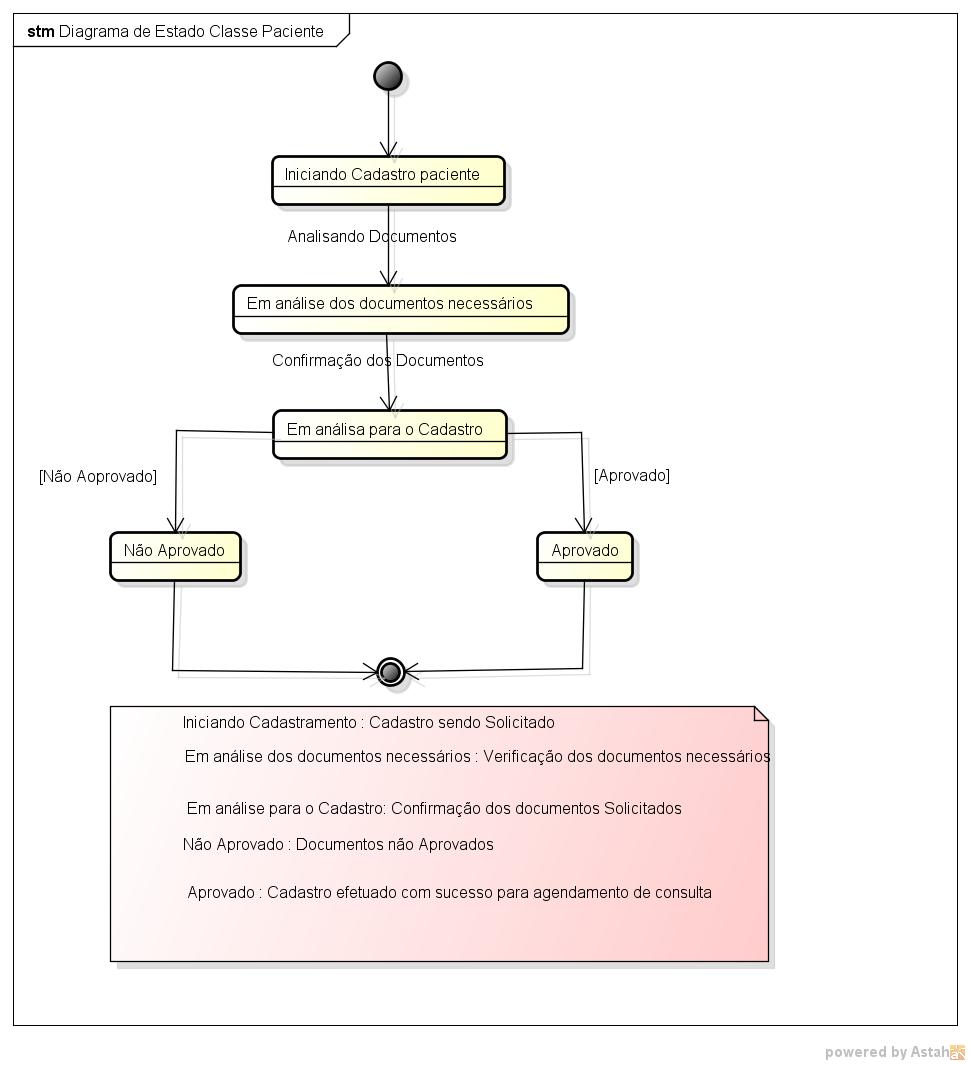 stm Diagrama de Estado Classe Paciente
Iniciando Cadastro paciente
Analisando Documentos
Em análise dos documentos necessários
Confirmação dos Documentos
Em análisa para o Cadastro
[Não Aoprovado]
[Aprovado]
Não Aprovado
Aprovado
Iniciando Cadastramento : Cadastro sendo Solicitado
Em análise dos documentos necessários : Verificação dos documentos necessários
Em análise para o Cadastro: Confirmação dos documentos Solicitados
Não Aprovado : Documentos não Aprovados
Aprovado : Cadastro efetuado com sucesso para agendamento de consulta
powered by Astah